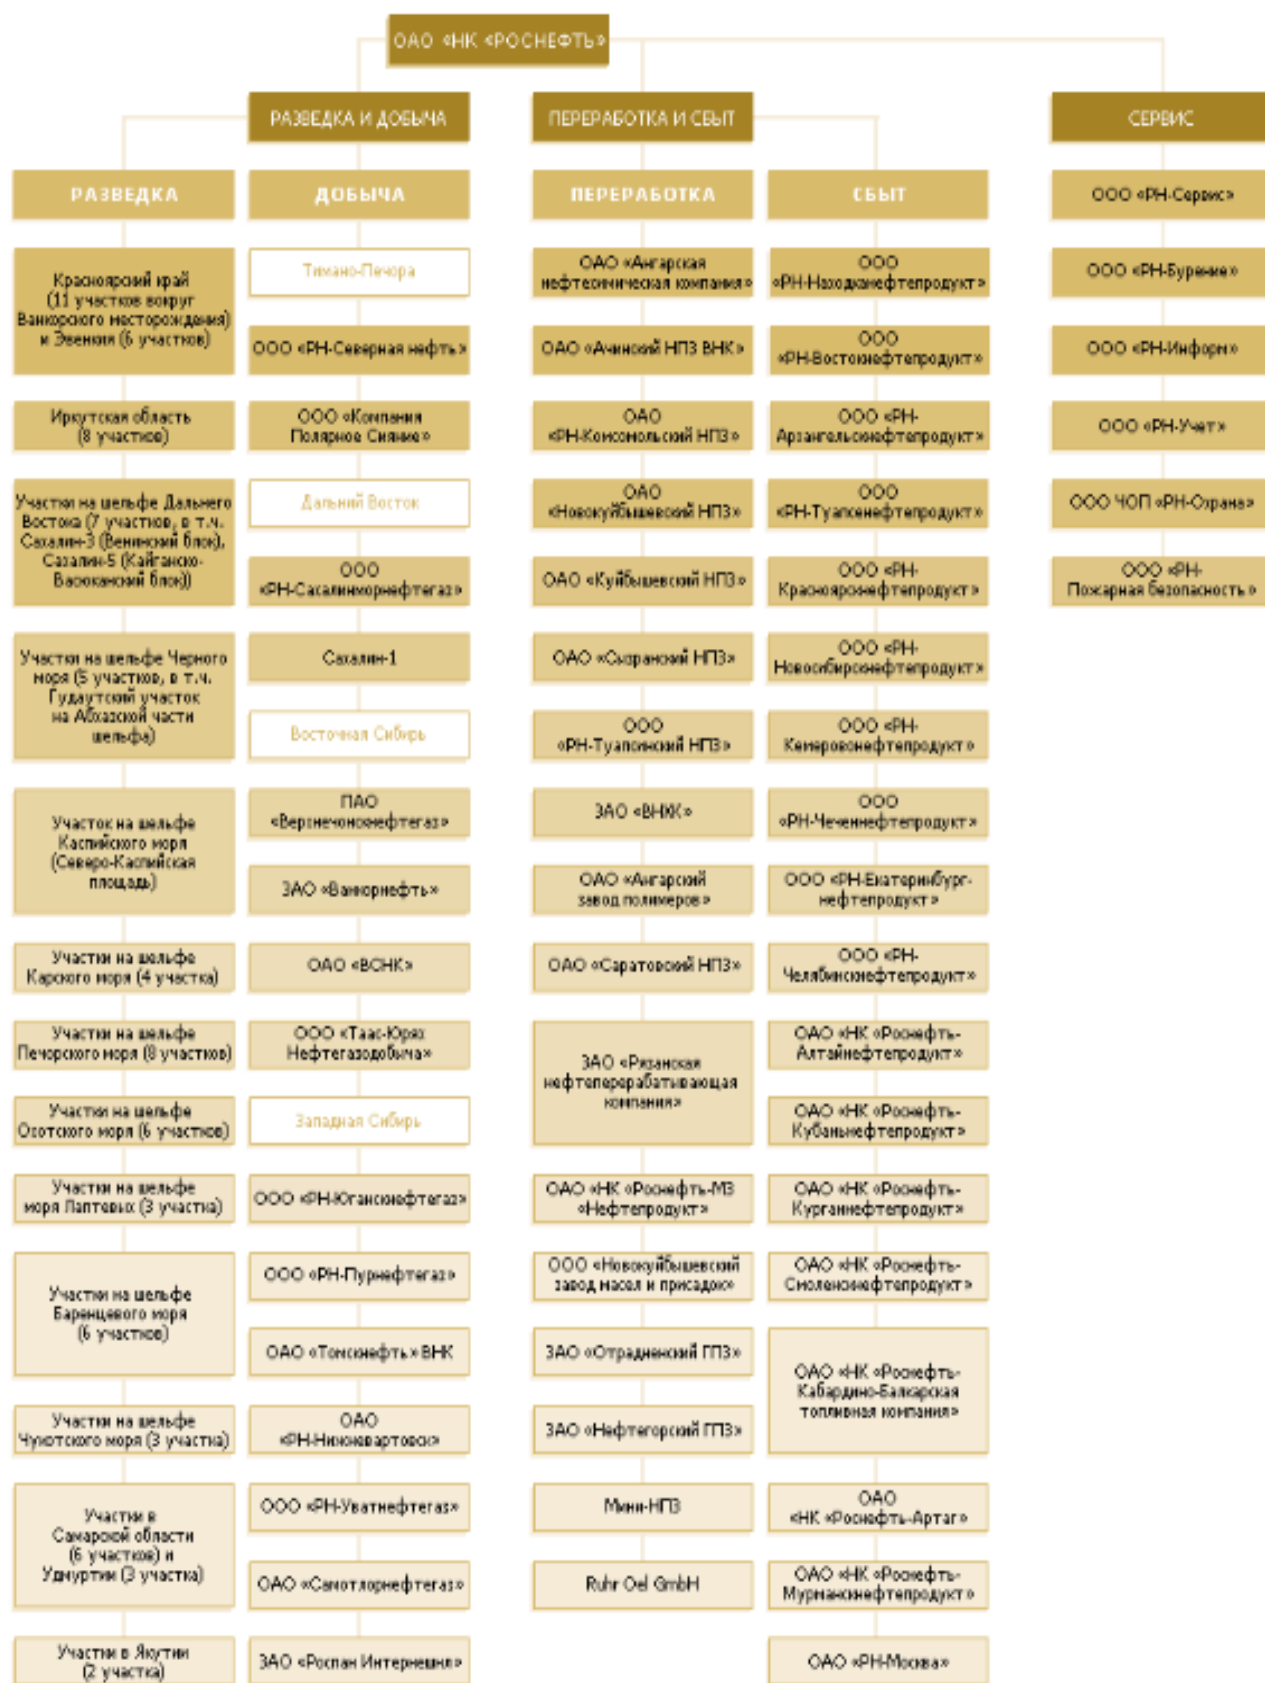 ОАО «НК «РОСНЕФТЬ»
РАЗВЕДКА И ДОБЫЧА
ПЕРЕРАБОТКА И СБЫТ
СЕРВИС
РАЗВЕДКА
Красноярский край
(11 участков вокруг
Ванкорского месторождения)
и Эвенкия (6 участков)
Иркутская область
(8 участков)
Участки на шельфе Дальнего
Востока (7 участков, в т.ч.
Сахалин-3 (Венинский блок),
Сахалин-5 (Кайганско-
Васюканский блок))
Участки на шельфе Черного
моря (5 участков, в т.ч.
Гудаутский участок
на Абхазской части
шельфа)
Участок на шельфе
Каспийского моря
(Северо-Каспийская
площадь)
Участки на шельфе
Карского моря (4 участка)
Участки на шельфе
Печорского моря (8 участков)
Участки на шельфе
Охотского моря (6 участков)
Участки на шельфе
моря Лаптевых (3 участка)
Участки на шельфе
Баренцевого моря
(6 участков)
Участки на шельфе
Чукотского моря (3 участка)
Участки в
Самарской области
(6 участков) и
Удмуртии (3 участка)
Участки в Якутии
(2 участка)
ДОБЫЧА
Тимано-Печора
ООО «РН-Северная нефть»
ООО «Компания
Полярное Сияние»
Дальний Восток
ООО
«РН-Сахалинморнефтегаз»
Сахалин-1
Восточная Сибирь
ПАО
«Верхнечонскнефтегаз»
ЗАО «Ванкорнефть»
ОАО «ВСНК»
ООО «Таас-Юрях
Нефтегазодобыча»
Западная Сибирь
ООО «РН-Юганскнефтегаз»
ООО «РН-Пурнефтегаз»
ОАО «Томскнефть» ВНК
ОАО
«РН-Нижневартовск»
ООО «РН-Уватнефтегаз»
ОАО «Самотлорнефтегаз»
ЗАО «Роспан Интернешнл»
ПЕРЕРАБОТКА
ОАО «Ангарская
нефтехимическая компания»
ОАО «Ачинский НПЗ ВНК»
ОАО
«РН-Комсомольский НПЗ»
ОАО
«Новокуйбышевский НПЗ»
ОАО «Куйбышевский НПЗ»
ОАО «Сызранский НПЗ»
ООО
«РН-Туапсинский НПЗ»
ЗАО «ВНХК»
ОАО «Ангарский
завод полимеров»
ОАО «Саратовский НПЗ»
ЗАО «Рязанская
нефтеперерабатывающая
компания»
ОАО «НК «Роснефть-МЗ
«Нефтепродукт»
ООО «Новокуйбышевский
завод масел и присадок»
ЗАО «Отрадненский ГПЗ»
ЗАО «Нефтегорский ГПЗ»
Мини-НПЗ
Ruhr Oel GmbH
СБЫТ
ООО
«РН-Находканефтепродукт»
ООО
«РН-Востокнефтепродукт»
ООО «РН-
Архангельскнефтепродукт»
ООО
«РН-Туапсенефтепродукт»
ООО «РН-
Красноярскнефтепродукт»
ООО «РН-
Новосибирскнефтепродукт»
ООО «РН-
Кемеровонефтепродукт»
ООО
«РН-Чеченнефтепродукт»
ООО «РН-Екатеринбург-
нефтепродукт»
ООО «РН-
Челябинскнефтепродукт»
ОАО «НК «Роснефть-
Алтайнефтепродукт»
ОАО «НК «Роснефть-
Кубаньнефтепродукт»
ОАО «НК «Роснефть-
Курганнефтепродукт»
ОАО «НК «Роснефть-
Смоленскнефтепродукт»
ОАО «НК «Роснефть-
Кабардино-Балкарская
топливная компания»
ОАО
«НК «Роснефть-Артаг»
ОАО «НК «Роснефть-
Мурманскнефтепродукт»
ОАО «РН-Москва»
ООО «РН-Сервис»
ООО «РН-Бурение»
ООО «РН-Информ»
ООО «РН-Учет»
ООО ЧОП «РН-Охрана»
ООО «РН-
Пожарная безопасность»